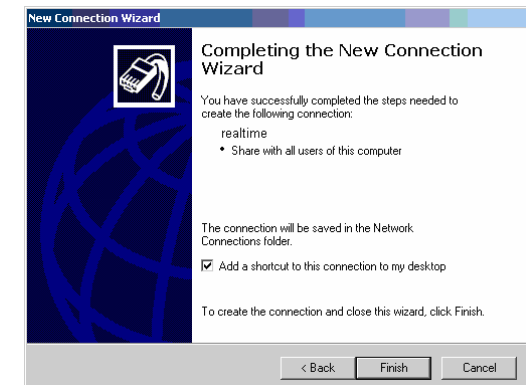 New Connection Wizard
Completing the New Connection
Wizard
You have successfully completed the steps needed to
create the following connection:
realtime
• Share with all users of this computer
The connection will be saved in the Network
Connections folder.
Add a shortcut to this connection to my desktop
To create the connection and close this wizard, click Finish.
< Back Finish Cancel